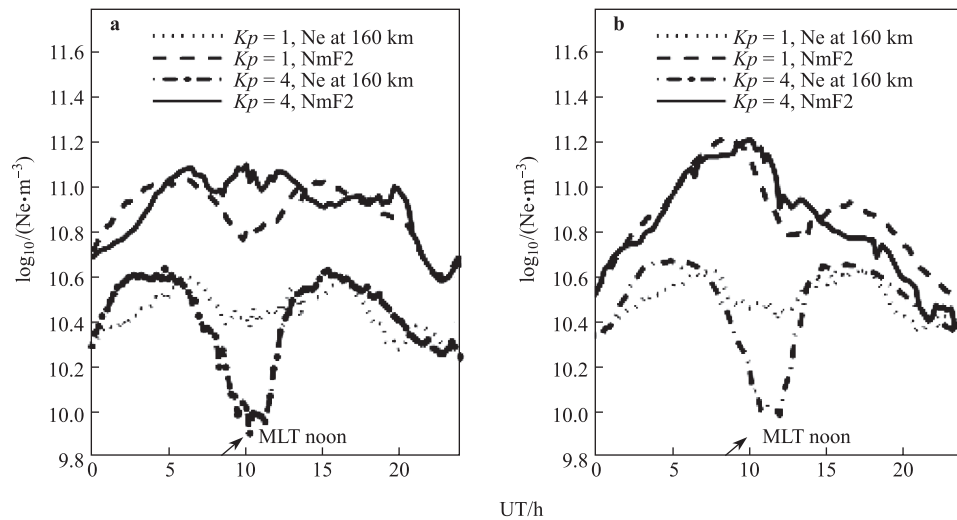 a
Kp = 1, Ne at 160 km
Kp = 1, NmF2
Kp = 4, Ne at 160 km
Kp = 4, NmF2
11.6
11.4
11.2
11.0
10.8
10.6
10.4
10.2
10.0
9.8
log₁₀/(Ne•m⁻³)
MLT noon
0 5 10 15 20
b
Kp = 1, Ne at 160 km
Kp = 1, NmF2
Kp = 4, Ne at 160 km
Kp = 4, NmF2
11.6
11.4
11.2
11.0
10.8
10.6
10.4
10.2
10.0
9.8
log₁₀/(Ne•m⁻³)
MLT noon
0 5 10 15 20
UT/h